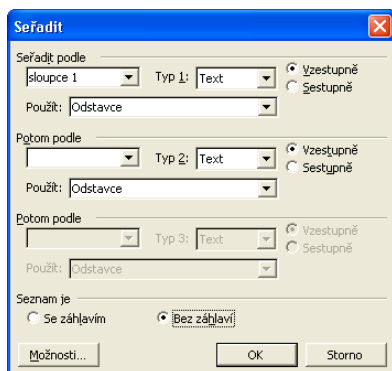 Seřadit
Seřadit podle
sloupce 1 Typ 1: Text Vzestupně
Sestupně
Použít: Odstavce
Potom podle
Typ 2: Text Vzestupně
Sestupně
Použít: Odstavce
Potom podle
Typ 3: Text Vzestupně
Sestupně
Použít: Odstavce
Seznam je
Se záhlavím Bez záhlaví
Možnosti... OK Storno